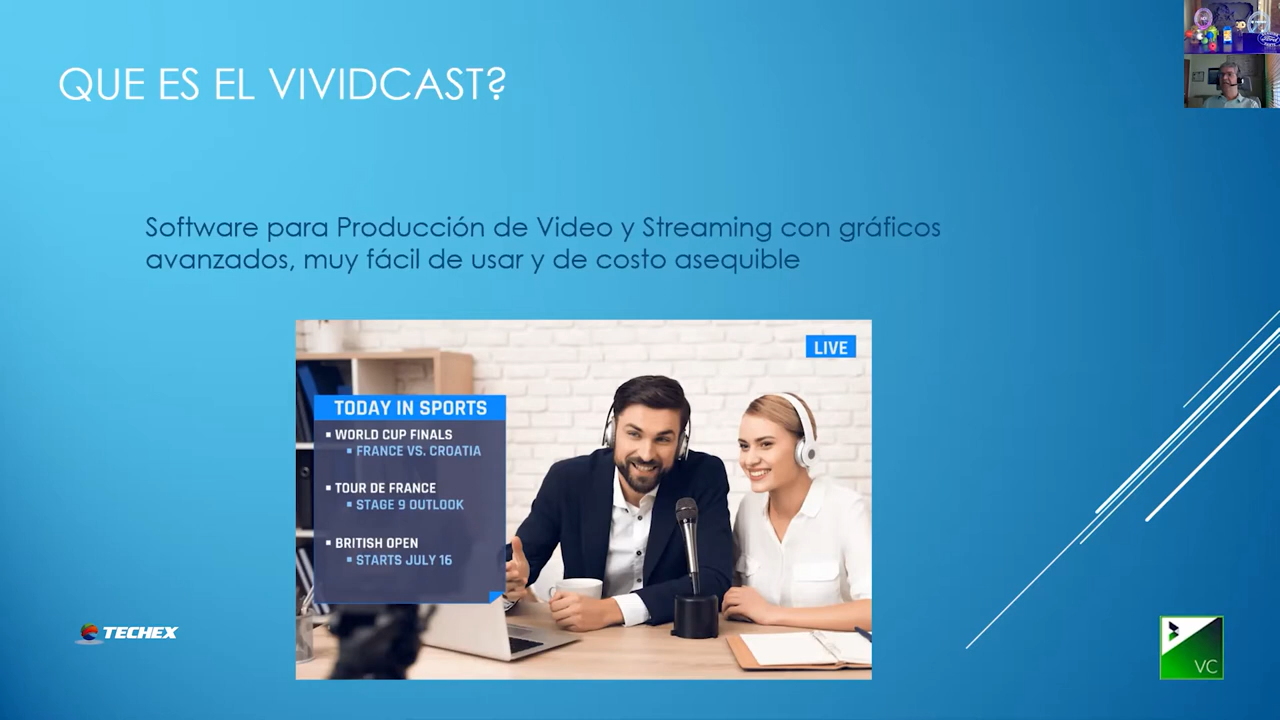 QUE ES EL VIVIDCAST?
Software para Producción de Video y Streaming con gráficos
avanzados, muy fácil de usar y de costo asequible
LIVE
TODAY IN SPORTS
▪ WORLD CUP FINALS
▪ FRANCE VS. CROATIA
▪ TOUR DE FRANCE
▪ STAGE 9 OUTLOOK
▪ BRITISH OPEN
▪ STARTS JULY 16
TECHEX
VC